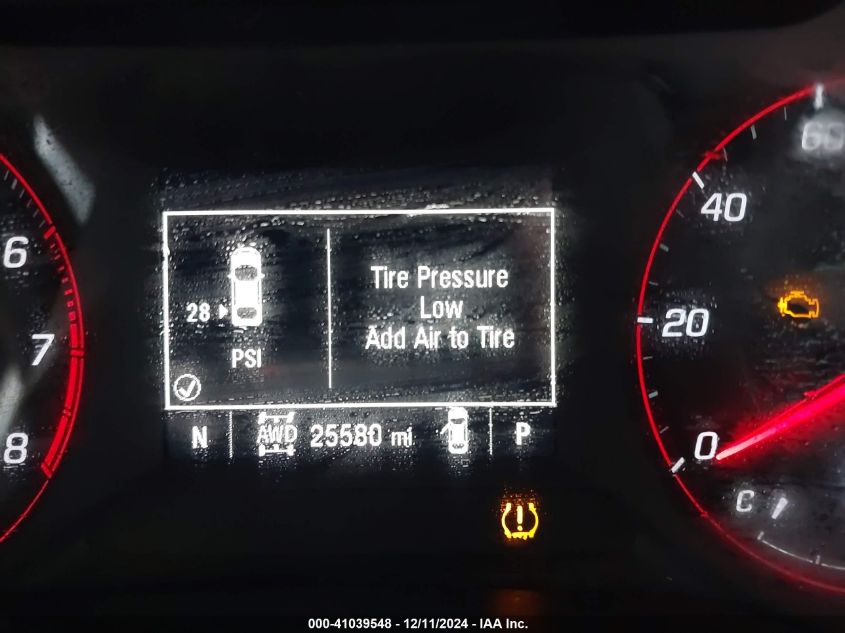 6
7
8
28
PSI
Tire Pressure
Low
Add Air to Tire
N
AWD
25580 mi
P
60
40
20
0
C
000-41039548 - 12/11/2024 - IAA Inc.